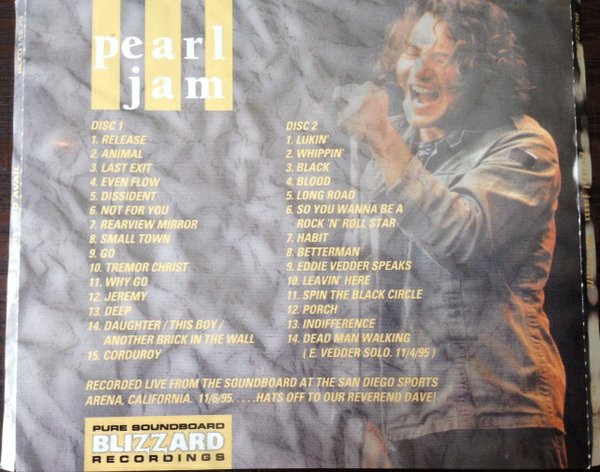 pearl
jam
DISC 1
1. RELEASE
2. ANIMAL
3. LAST EXIT
4. EVEN FLOW
5. DISSIDENT
6. NOT FOR YOU
7. REARVIEW MIRROR
8. SMALL TOWN
9. GO
10. TREMOR CHRIST
11. WHY GO
12. JEREMY
13. DEEP
14. DAUGHTER / THIS BOY /
ANOTHER BRICK IN THE WALL
15. CORDUROY
DISC 2
1. LUKIN'
2. WHIPPIN'
3. BLACK
4. BLOOD
5. LONG ROAD
6. SO YOU WANNA BE A
ROCK 'N' ROLL STAR
7. HABIT
8. BETTERMAN
9. EDDIE VEDDER SPEAKS
10. LEAVIN' HERE
11. SPIN THE BLACK CIRCLE
12. PORCH
13. INDIFFERENCE
14. DEAD MAN WALKING
( E. VEDDER SOLO. 11/4/95 )
RECORDED LIVE FROM THE SOUNDBOARD AT THE SAN DIEGO SPORTS
ARENA, CALIFORNIA. 11/6/95. . . . .HATS OFF TO OUR REVEREND DAVE!
PURE SOUNDBOARD
BLIZZARD
RECORDINGS